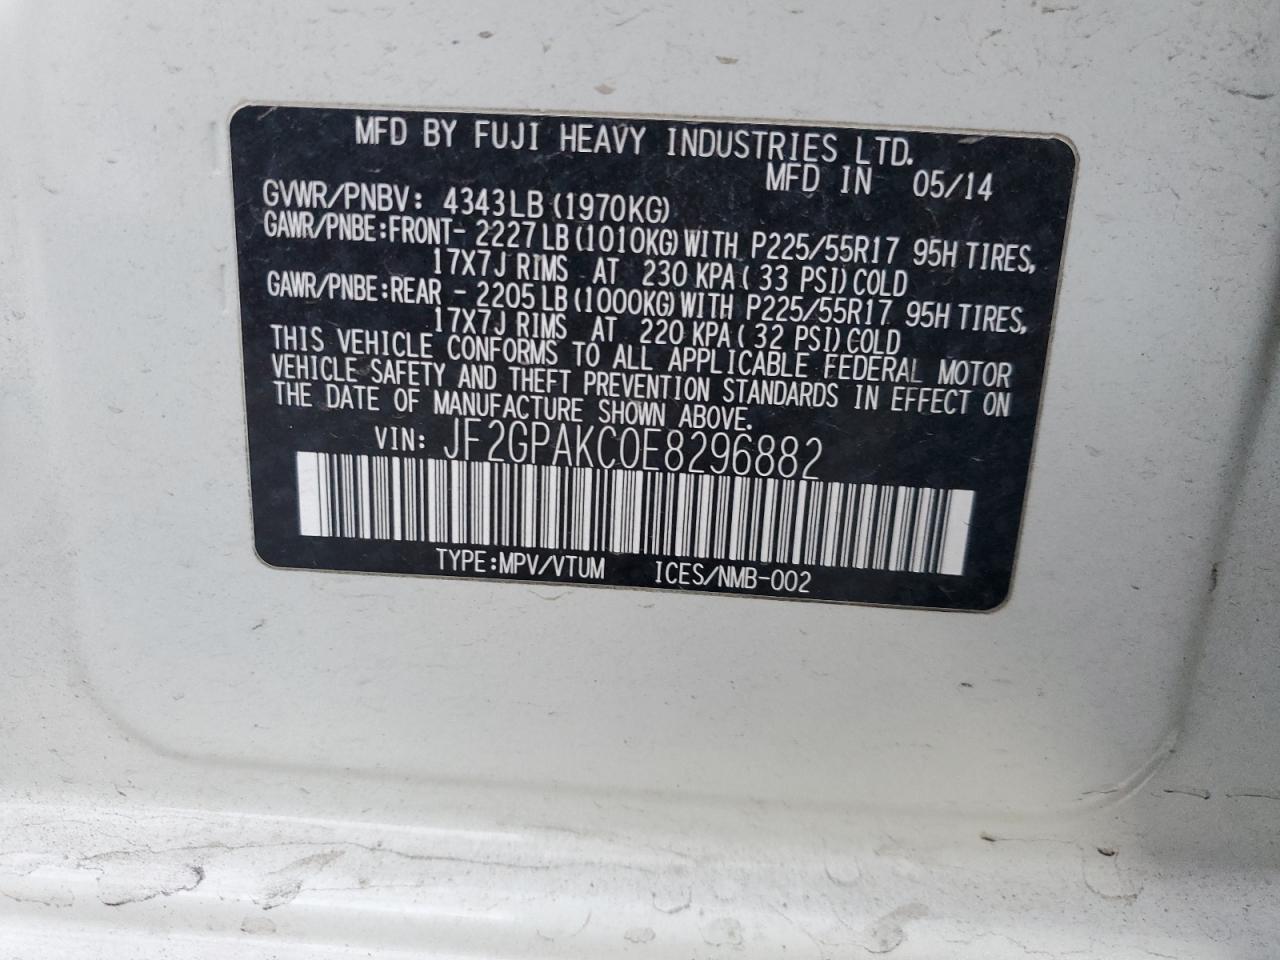 MFD BY FUJI HEAVY INDUSTRIES LTD.
MFD IN 05/14
GVWR/PNBV: 4343LB(1970KG)
GAWR/PNBE:FRONT- 2227LB(1010KG)WITH P225/55R17 95H TIRES,
17X7J RIMS AT 230 KPA(33 PSI)COLD
GAWR/PNBE:REAR - 2205LB(1000KG)WITH P225/55R17 95H TIRES,
17X7J RIMS AT 220 KPA(32 PSI)COLD
THIS VEHICLE CONFORMS TO ALL APPLICABLE FEDERAL MOTOR
VEHICLE SAFETY AND THEFT PREVENTION STANDARDS IN EFFECT ON
THE DATE OF MANUFACTURE SHOWN ABOVE.
VIN: JF2GPAKC0E8296882
TYPE:MPV/VTUM ICES/NMB-002